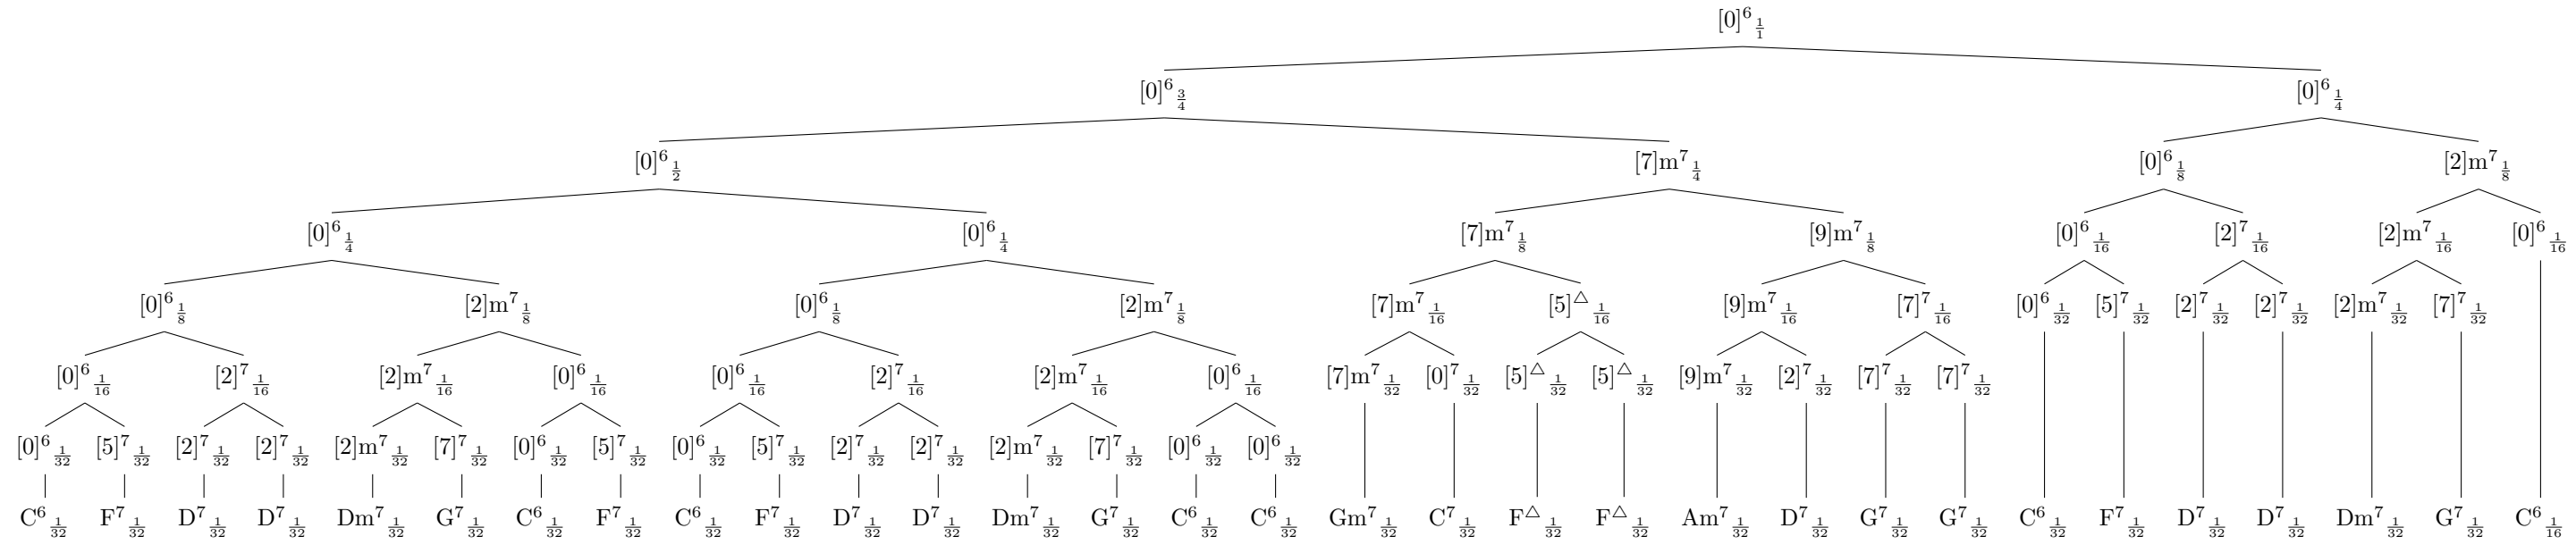 [0]⁶ 1/1
[0]⁶ 3/4 [0]⁶ 1/4
[0]⁶ 1/2 [7]m⁷ 1/4 [0]⁶ 1/8 [2]m⁷ 1/8
[0]⁶ 1/4 [0]⁶ 1/4 [7]m⁷ 1/8 [9]m⁷ 1/8 [0]⁶ 1/16 [2]⁷ 1/16 [2]m⁷ 1/16 [0]⁶ 1/16
[0]⁶ 1/8 [2]m⁷ 1/8 [0]⁶ 1/8 [2]m⁷ 1/8 [7]m⁷ 1/16 [5]△ 1/16 [9]m⁷ 1/16 [7]⁷ 1/16 [0]⁶ 1/32 [5]⁷ 1/32 [2]⁷ 1/32 [2]⁷ 1/32 [2]m⁷ 1/32 [7]⁷ 1/32
[0]⁶ 1/16 [2]⁷ 1/16 [2]m⁷ 1/16 [0]⁶ 1/16 [0]⁶ 1/16 [2]⁷ 1/16 [2]m⁷ 1/16 [0]⁶ 1/16 [7]m⁷ 1/32 [0]⁷ 1/32 [5]△ 1/32 [5]△ 1/32 [9]m⁷ 1/32 [2]⁷ 1/32 [7]⁷ 1/32 [7]⁷ 1/32
[0]⁶ 1/32 [5]⁷ 1/32 [2]⁷ 1/32 [2]⁷ 1/32 [2]m⁷ 1/32 [7]⁷ 1/32 [0]⁶ 1/32 [5]⁷ 1/32 [0]⁶ 1/32 [5]⁷ 1/32 [2]⁷ 1/32 [2]⁷ 1/32 [2]m⁷ 1/32 [7]⁷ 1/32 [0]⁶ 1/32 [0]⁶ 1/32
C⁶ 1/32 F⁷ 1/32 D⁷ 1/32 D⁷ 1/32 Dm⁷ 1/32 G⁷ 1/32 C⁶ 1/32 F⁷ 1/32 C⁶ 1/32 F⁷ 1/32 D⁷ 1/32 D⁷ 1/32 Dm⁷ 1/32 G⁷ 1/32 C⁶ 1/32 C⁶ 1/32 Gm⁷ 1/32 C⁷ 1/32 F△ 1/32 F△ 1/32 Am⁷ 1/32 D⁷ 1/32 G⁷ 1/32 G⁷ 1/32 C⁶ 1/32 F⁷ 1/32 D⁷ 1/32 D⁷ 1/32 Dm⁷ 1/32 G⁷ 1/32 C⁶ 1/16